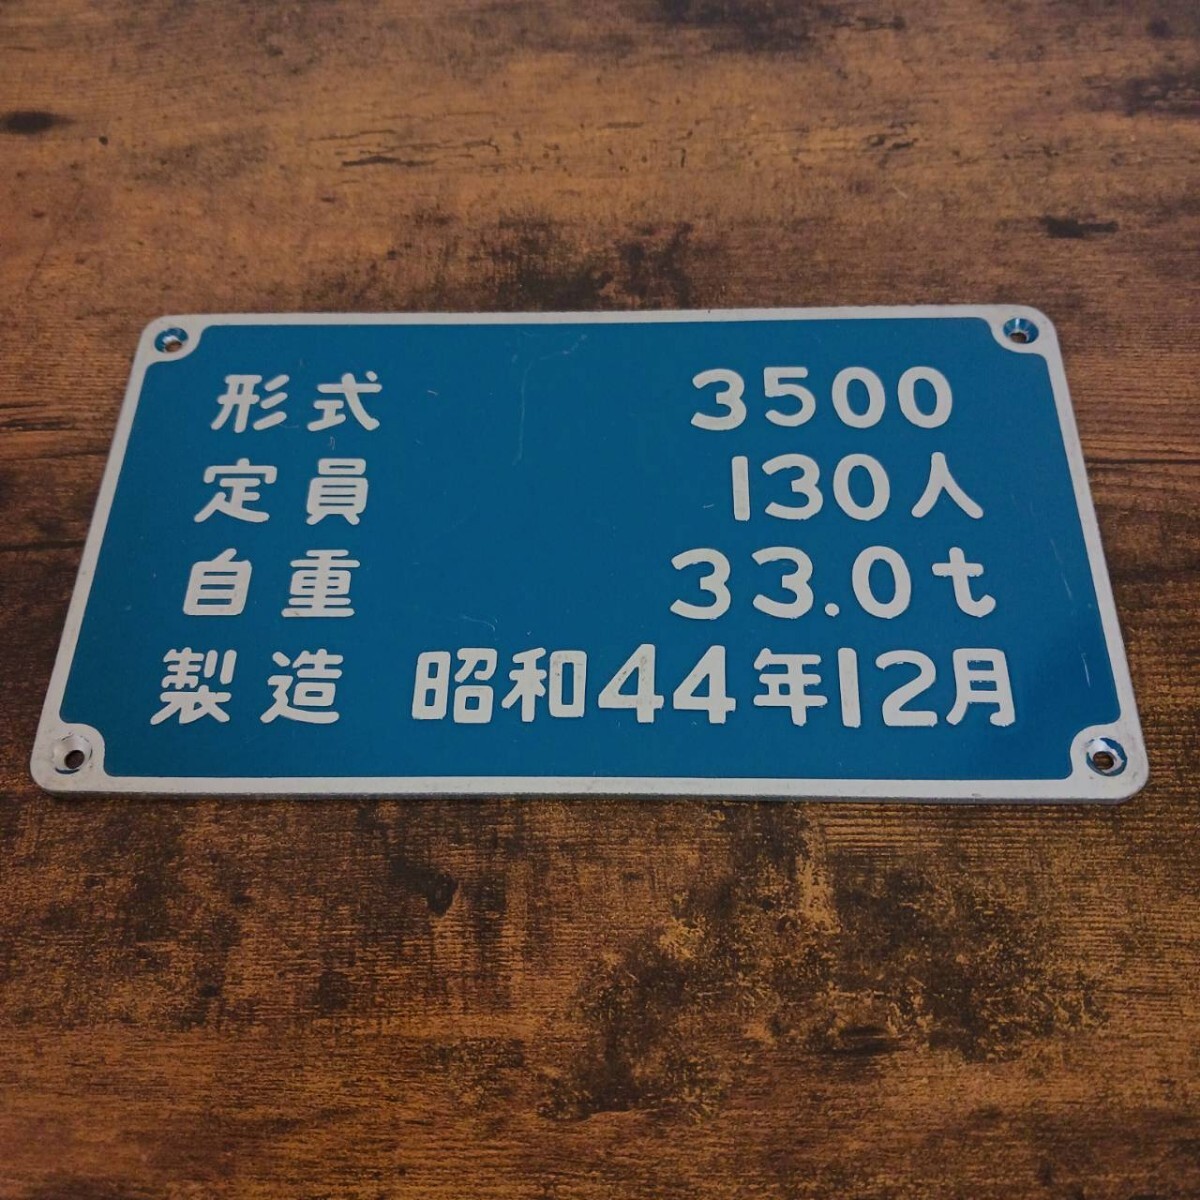 形式 3500
定員 130人
自重 33.0t
製造 昭和44年12月